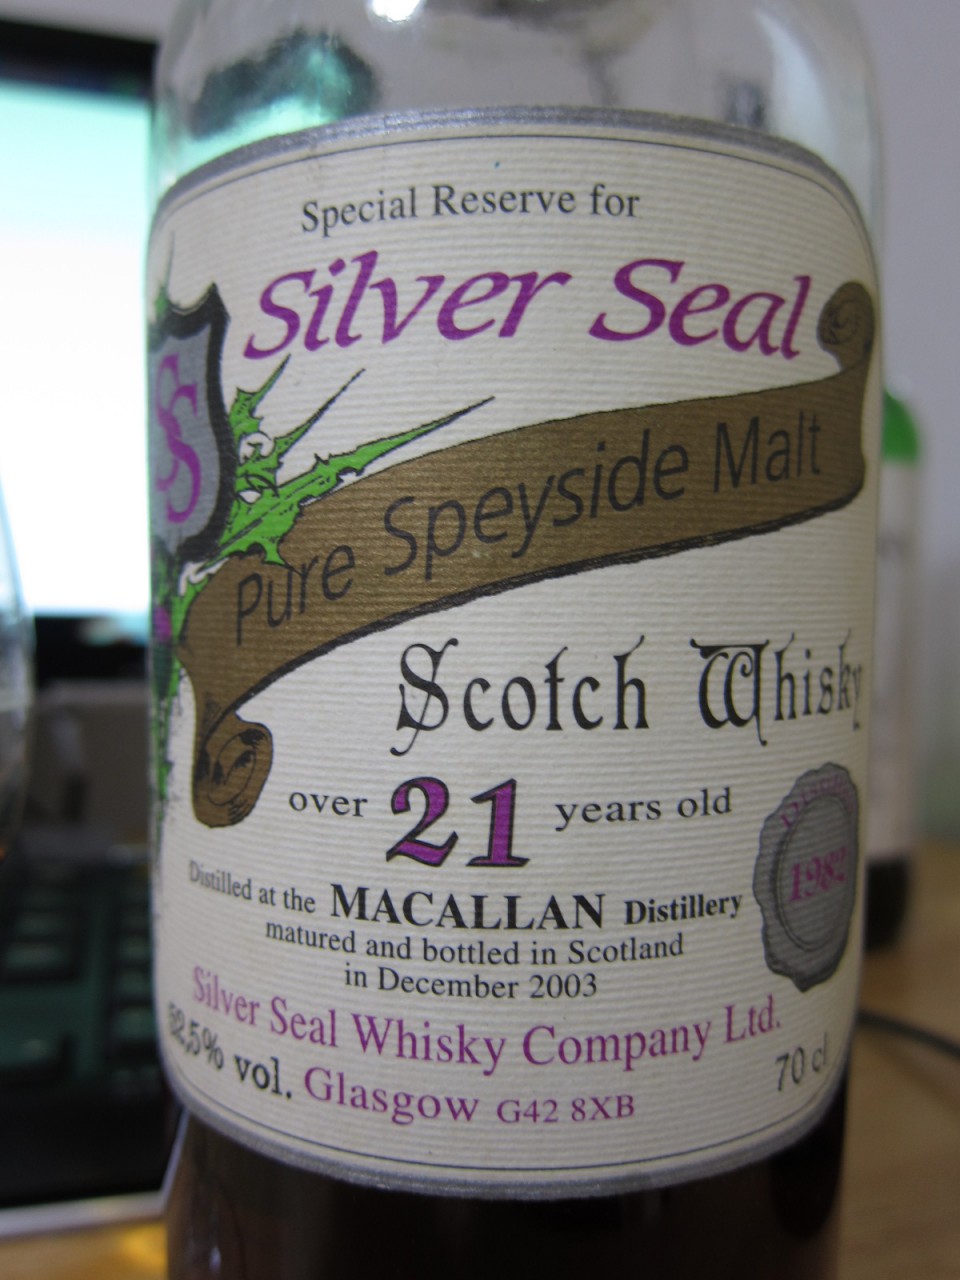 Special Reserve for
Silver Seal
SS
Pure Speyside Malt
Scotch Whisky
over 21 years old
Distilled at the MACALLAN Distillery
matured and bottled in Scotland
in December 2003
1982
Silver Seal Whisky Company Ltd.
vol. Glasgow G42 8XB
70 cl